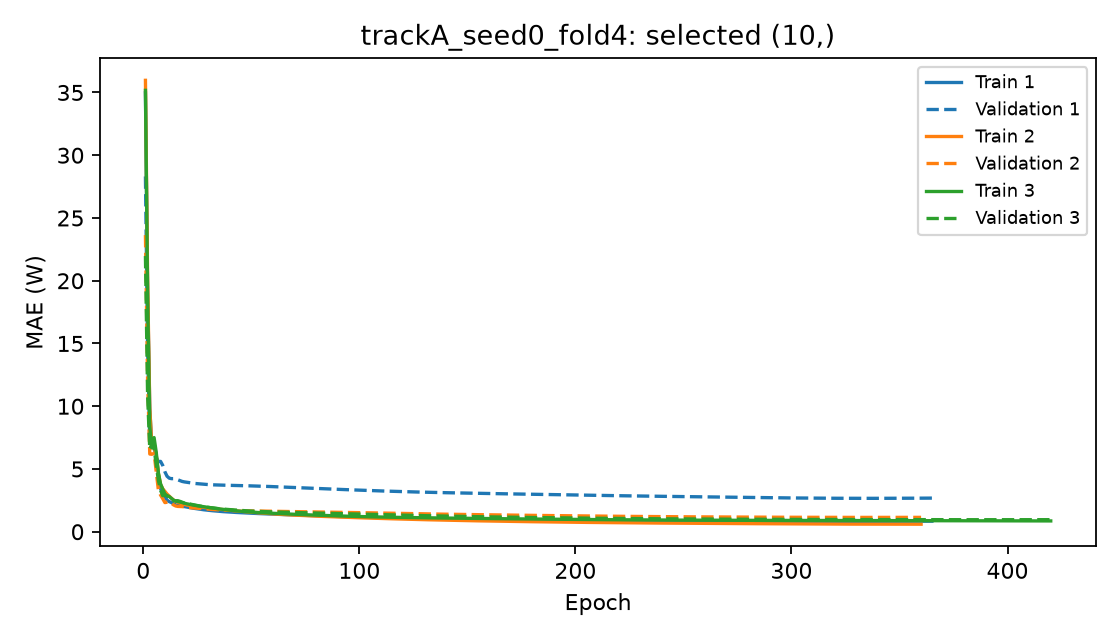 trackA_seed0_fold4: selected (10,)
MAE (W)
35
30
25
20
15
10
5
0
Train 1
Validation 1
Train 2
Validation 2
Train 3
Validation 3
0 100 200 300 400
Epoch